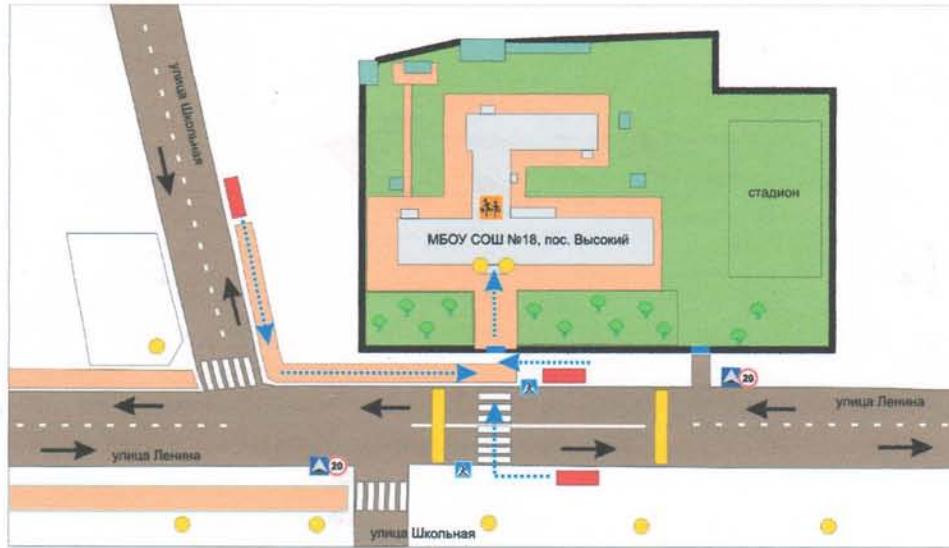 улица Школьная
стадион
МБОУ СОШ №18, пос. Высокий
20
улица Ленина
улица Ленина
20
улица Школьная